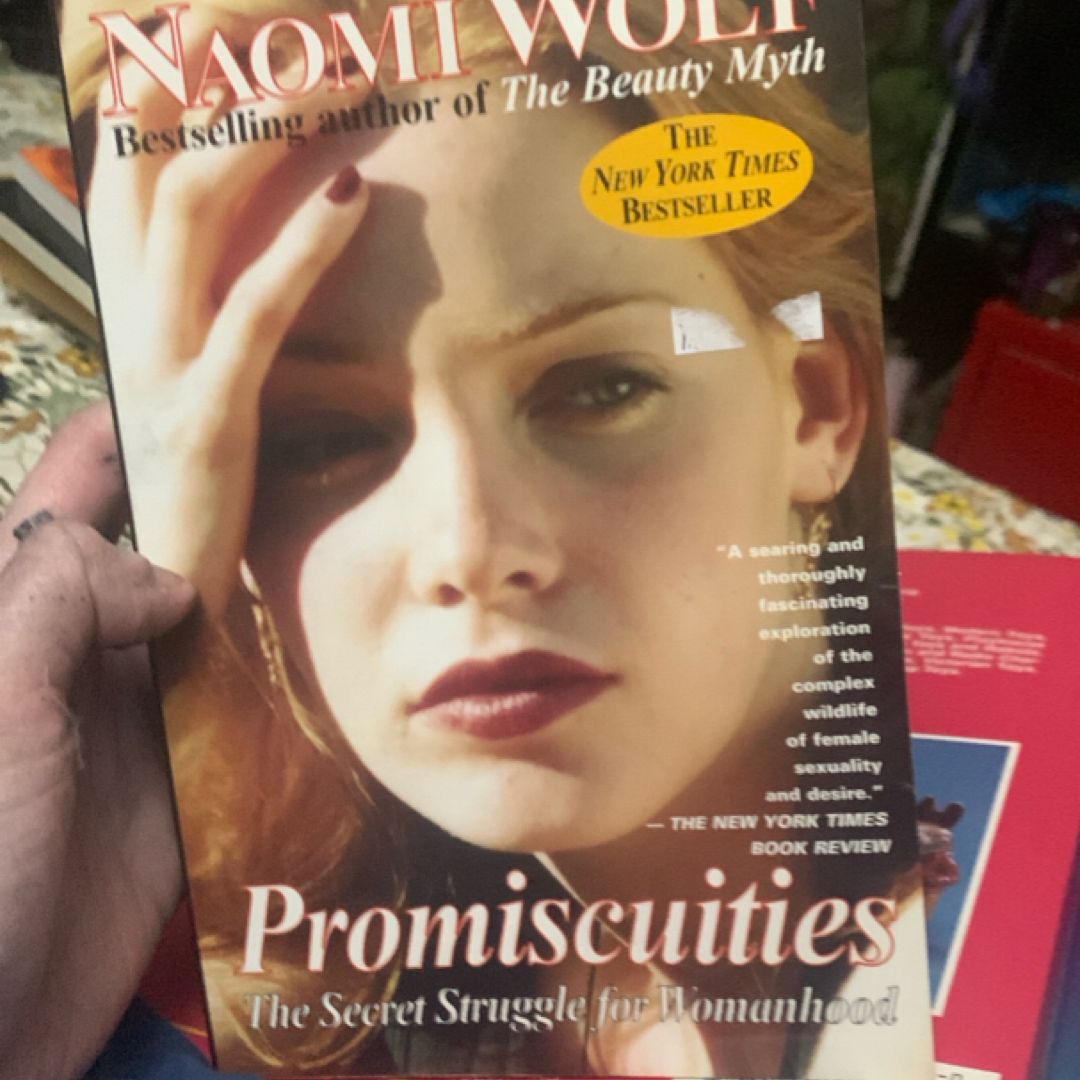 NAOMI WOLF
Bestselling author of The Beauty Myth
THE
NEW YORK TIMES
BESTSELLER
"A searing and
thoroughly
fascinating
exploration
of the
complex
wildlife
of female
sexuality
and desire."
— THE NEW YORK TIMES
BOOK REVIEW
Promiscuities
The Secret Struggle for Womanhood